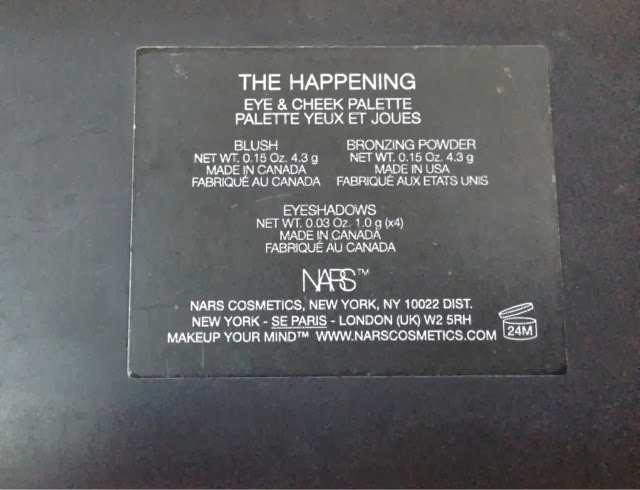 THE HAPPENING
EYE & CHEEK PALETTE
PALETTE YEUX ET JOUES
BLUSH
NET WT. 0.15 Oz. 4.3 g
MADE IN CANADA
FABRIQUÉ AU CANADA
BRONZING POWDER
NET WT. 0.15 Oz. 4.3 g
MADE IN USA
FABRIQUÉ AUX ETATS UNIS
EYESHADOWS
NET WT. 0.03 Oz. 1.0 g (x4)
MADE IN CANADA
FABRIQUÉ AU CANADA
NARS™
NARS COSMETICS, NEW YORK, NY 10022 DIST.
NEW YORK - SE PARIS - LONDON (UK) W2 5RH
MAKEUP YOUR MIND™ WWW.NARSCOSMETICS.COM
24M